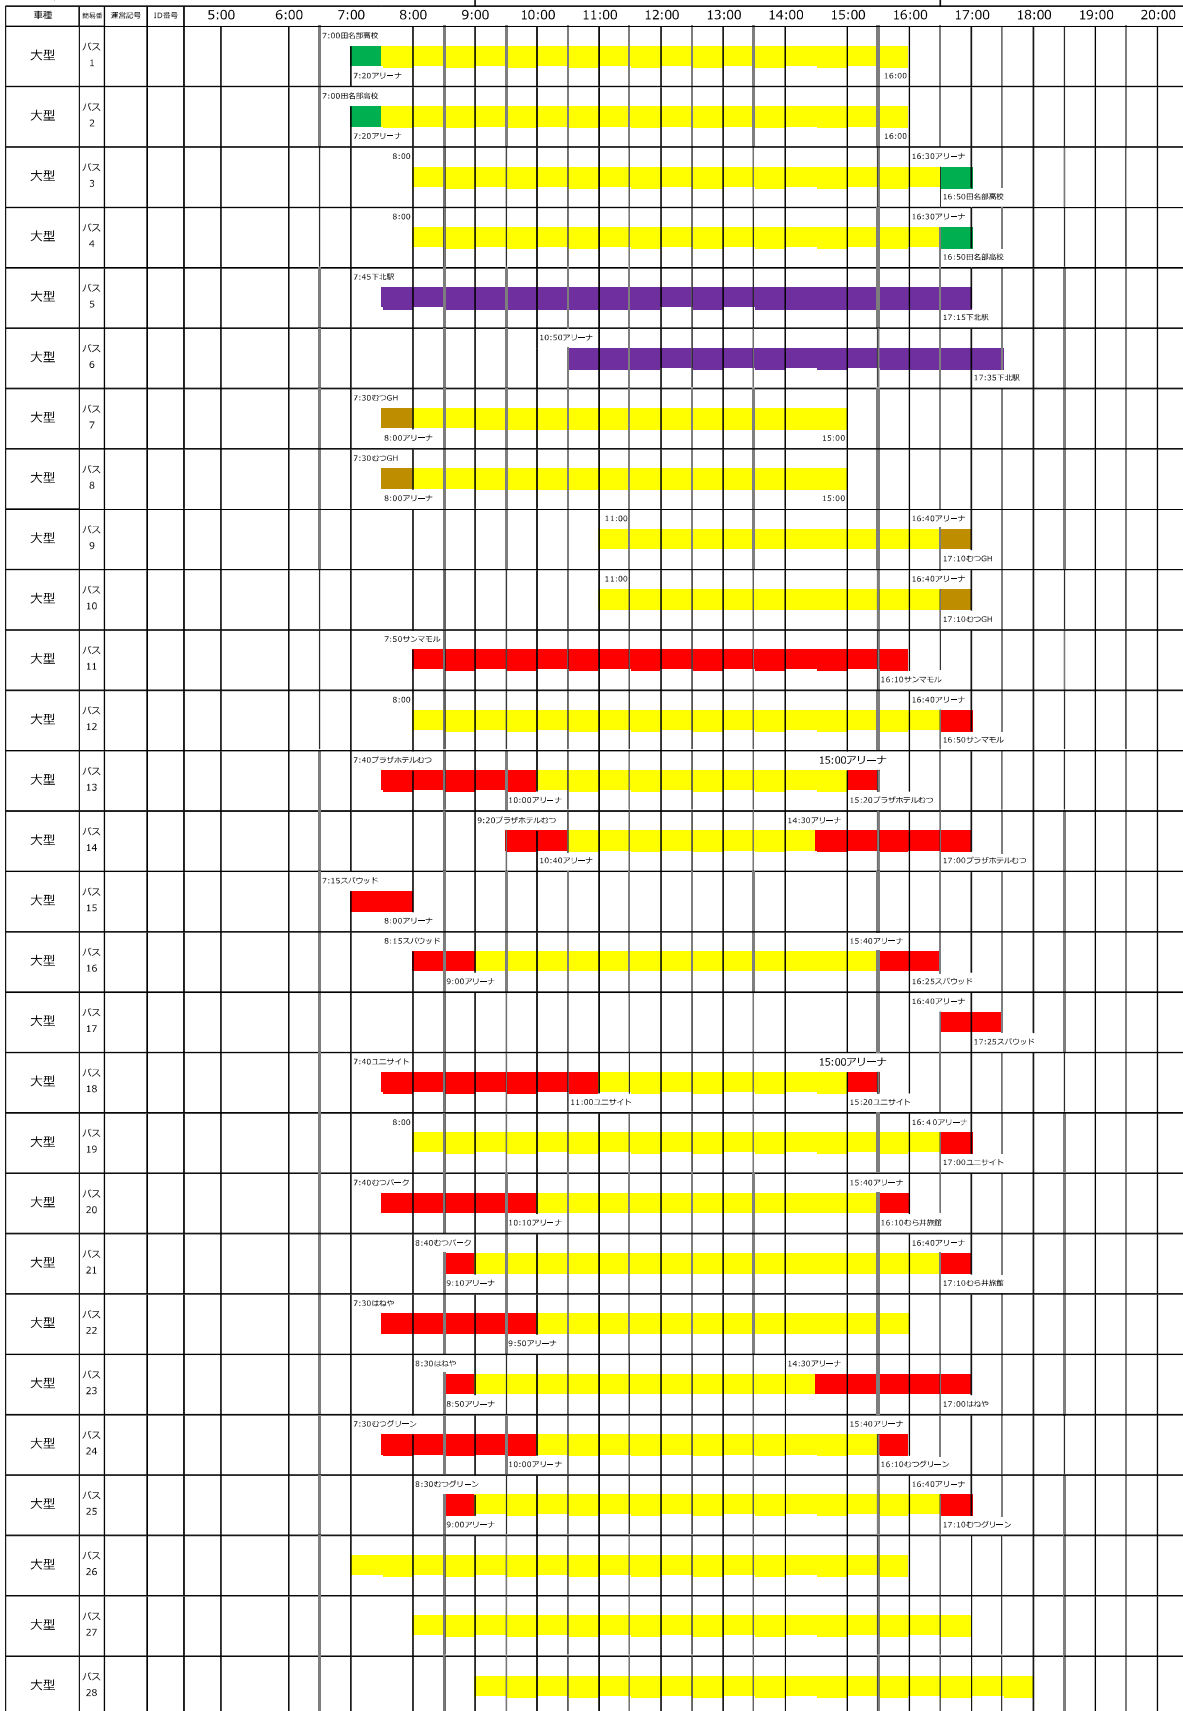 車種 簡易番 運営記号 ID番号 5:00 6:00 7:00 8:00 9:00 10:00 11:00 12:00 13:00 14:00 15:00 16:00 17:00 18:00 19:00 20:00
7:00田名部高校
大型 バス 1
7:20アリーナ 16:00
7:00田名部高校
大型 バス 2
7:20アリーナ 16:00
8:00 16:30アリーナ
大型 バス 3
16:50田名部高校
8:00 16:30アリーナ
大型 バス 4
16:50田名部高校
7:45下北駅
大型 バス 5
17:15下北駅
10:50アリーナ
大型 バス 6
17:35下北駅
7:30むつGH
大型 バス 7
8:00アリーナ 15:00
7:30むつGH
大型 バス 8
8:00アリーナ 15:00
11:00 16:40アリーナ
大型 バス 9
17:10むつGH
11:00 16:40アリーナ
大型 バス 10
17:10むつGH
7:50サンマモル
大型 バス 11
16:10サンマモル
8:00 16:40アリーナ
大型 バス 12
16:50サンマモル
7:40プラザホテルむつ 15:00アリーナ
大型 バス 13
10:00アリーナ 15:20プラザホテルむつ
9:20プラザホテルむつ 14:30アリーナ
大型 バス 14
10:40アリーナ 17:00プラザホテルむつ
7:15スパウッド
大型 バス 15
8:00アリーナ
8:15スパウッド 15:40アリーナ
大型 バス 16
9:00アリーナ 16:25スパウッド
16:40アリーナ
大型 バス 17
17:25スパウッド
7:40ユニサイト 15:00アリーナ
大型 バス 18
11:00ユニサイト 15:20ユニサイト
8:00 16:40アリーナ
大型 バス 19
17:00ユニサイト
7:40むつパーク 15:40アリーナ
大型 バス 20
10:10アリーナ 16:10むら井旅館
8:40むつパーク 16:40アリーナ
大型 バス 21
9:10アリーナ 17:10むら井旅館
7:30はねや
大型 バス 22
9:50アリーナ
8:30はねや 14:30アリーナ
大型 バス 23
8:50アリーナ 17:00はねや
7:30むつグリーン 15:40アリーナ
大型 バス 24
10:00アリーナ 16:10むつグリーン
8:30むつグリーン 16:40アリーナ
大型 バス 25
9:00アリーナ 17:10むつグリーン
大型 バス 26
大型 バス 27
大型 バス 28